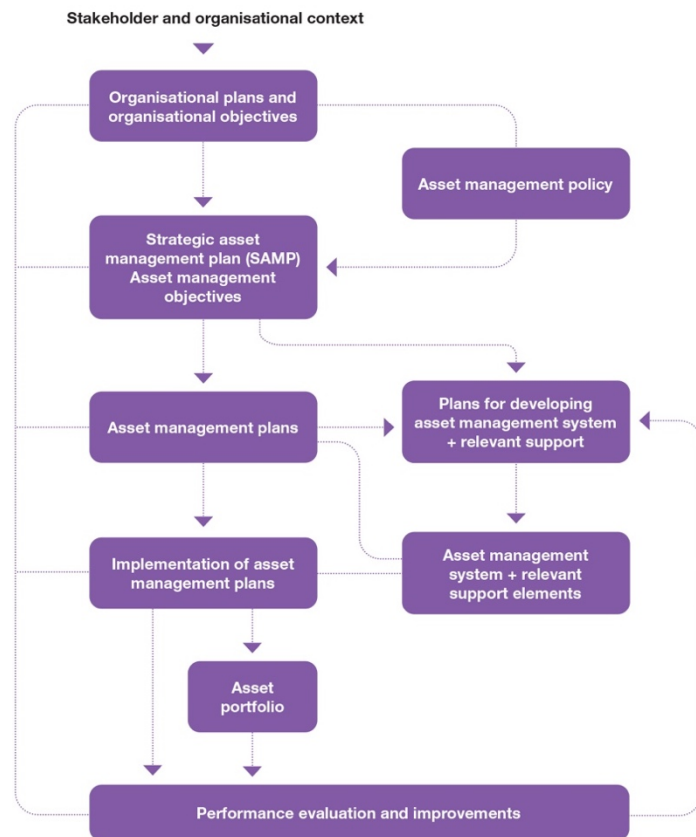 Stakeholder and organisational context
Organisational plans and
organisational objectives
Asset management policy
Strategic asset
management plan (SAMP)
Asset management
objectives
Asset management plans
Plans for developing
asset management system
+ relevant support
Implementation of asset
management plans
Asset management
system + relevant
support elements
Asset
portfolio
Performance evaluation and improvements